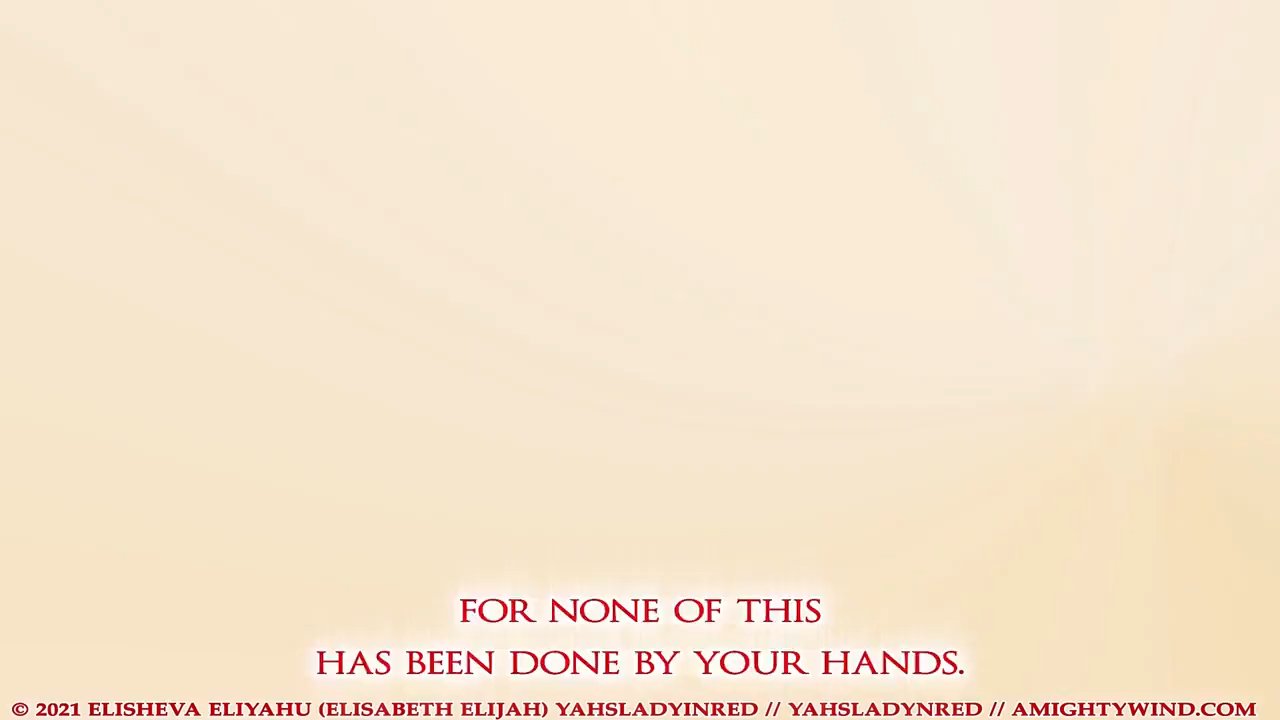 FOR NONE OF THIS
HAS BEEN DONE BY YOUR HANDS.
© 2021 ELISHEVA ELIYAHU (ELISABETH ELIJAH) YAHSLADYINRED // YAHSLADYNRED // AMIGHTYWIND.COM